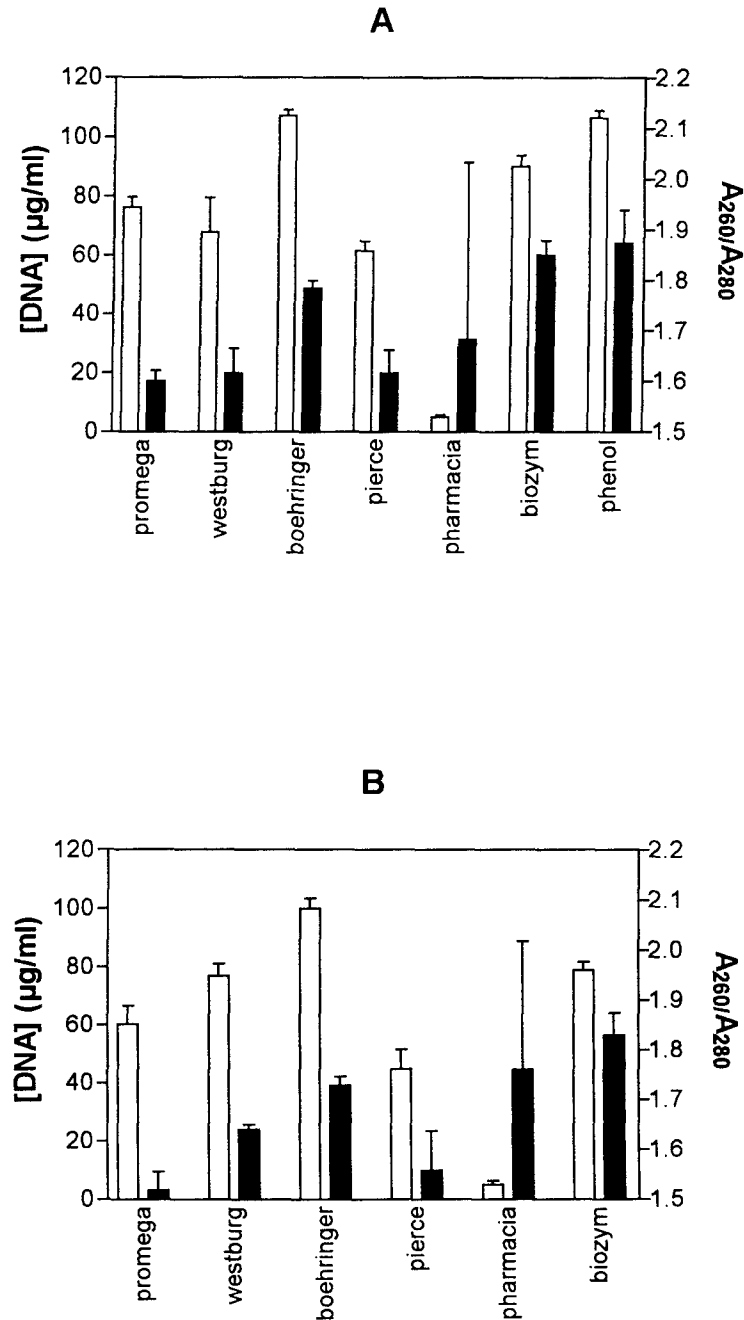 A
120
100
80
60
40
20
0
[DNA] (µg/ml)
2.2
2.1
2.0
1.9
1.8
1.7
1.6
1.5
A260/A280
promega
westburg
boehringer
pierce
pharmacia
biozym
phenol
B
120
100
80
60
40
20
0
[DNA] (µg/ml)
2.2
2.1
2.0
1.9
1.8
1.7
1.6
1.5
A260/A280
promega
westburg
boehringer
pierce
pharmacia
biozym